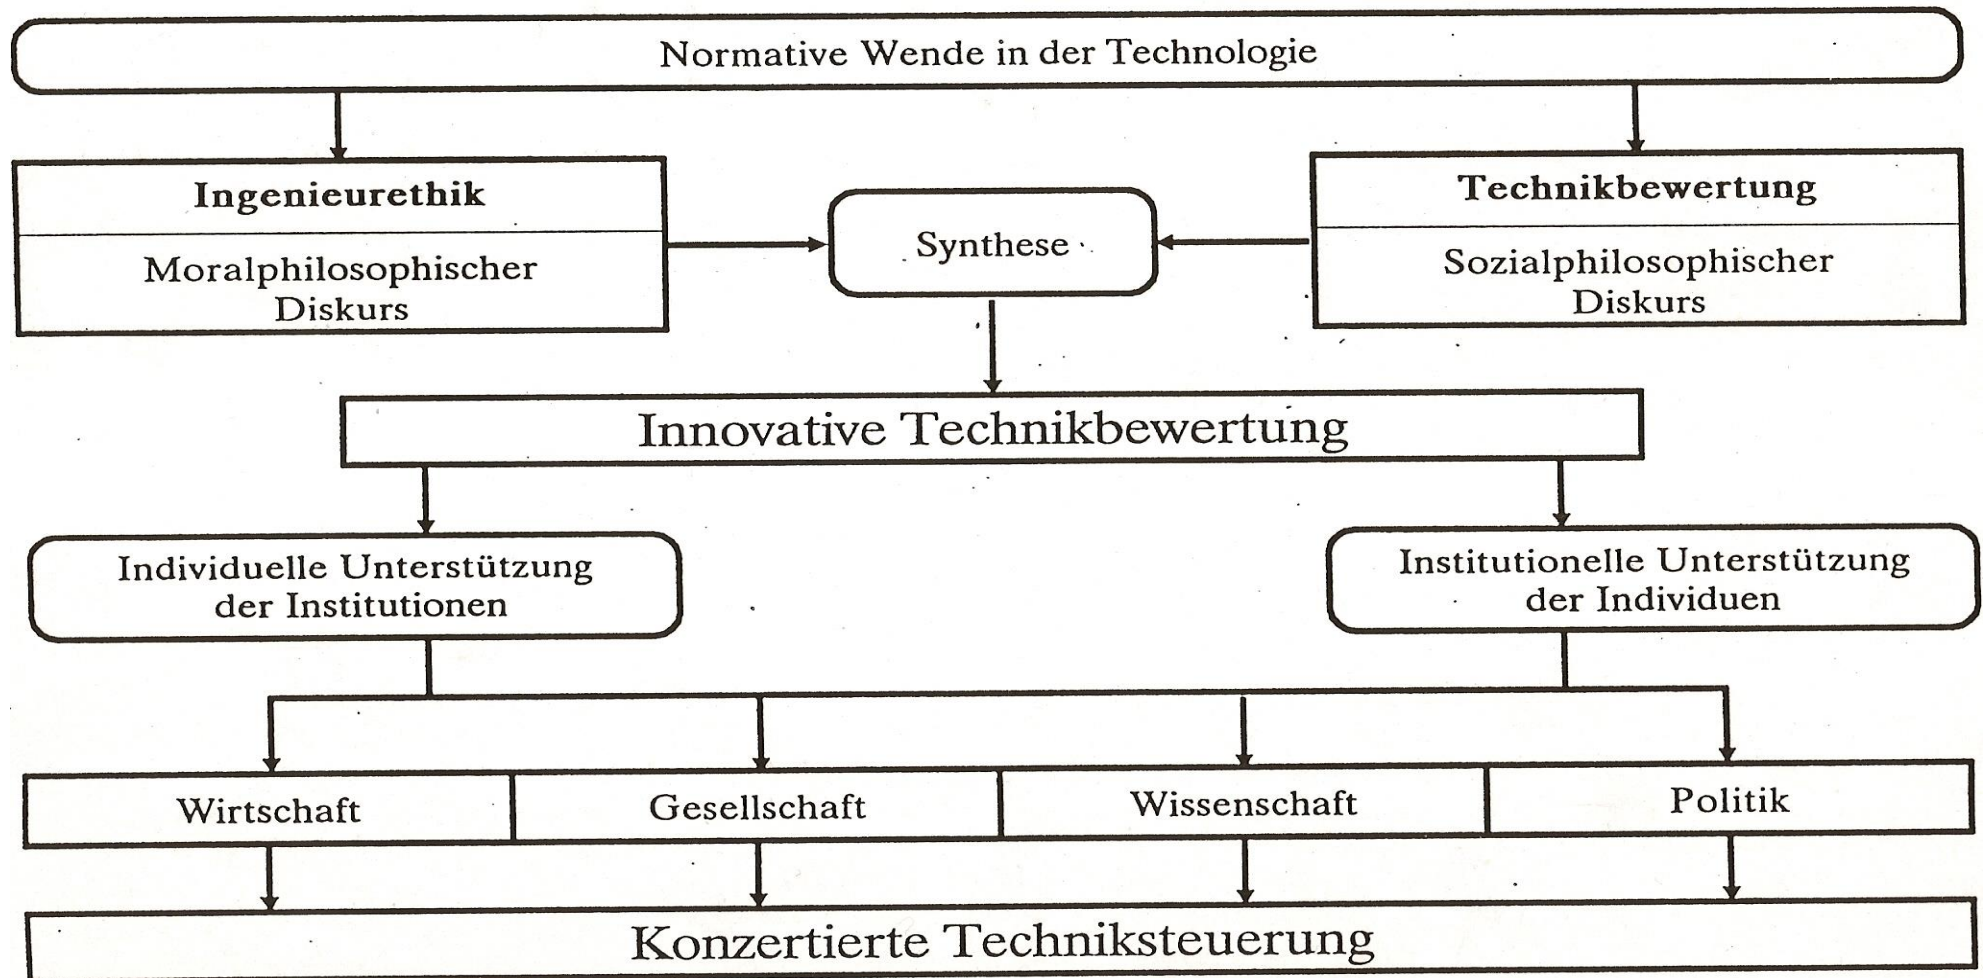 Normative Wende in der Technologie
Ingenieurethik
Moralphilosophischer
Diskurs
Synthese
Technikbewertung
Sozialphilosophischer
Diskurs
Innovative Technikbewertung
Individuelle Unterstützung
der Institutionen
Institutionelle Unterstützung
der Individuen
Wirtschaft
Gesellschaft
Wissenschaft
Politik
Konzertierte Techniksteuerung